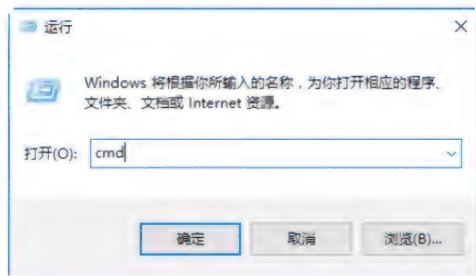 运行
Windows 将根据你所输入的名称，为你打开相应的程序、
文件夹、文档或 Internet 资源。
打开(O): cmd
确定 取消 浏览(B)...